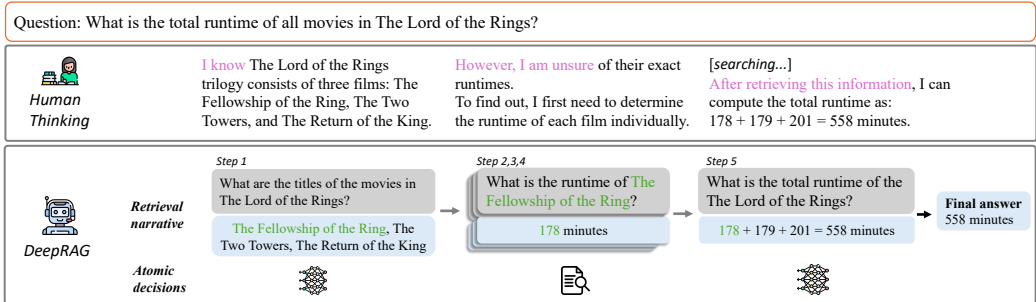 Question: What is the total runtime of all movies in The Lord of the Rings?
Human
Thinking
I know The Lord of the Rings
trilogy consists of three films: The
Fellowship of the Ring, The Two
Towers, and The Return of the King.
However, I am unsure of their exact
runtimes.
To find out, I first need to determine
the runtime of each film individually.
[searching...]
After retrieving this information, I can
compute the total runtime as:
178 + 179 + 201 = 558 minutes.
DeepRAG
Retrieval
narrative
Step 1
What are the titles of the movies in
The Lord of the Rings?
The Fellowship of the Ring, The
Two Towers, The Return of the King
Step 2,3,4
What is the runtime of The
Fellowship of the Ring?
178 minutes
Step 5
What is the total runtime of the
The Lord of the Rings?
178 + 179 + 201 = 558 minutes
Final answer
558 minutes
Atomic
decisions